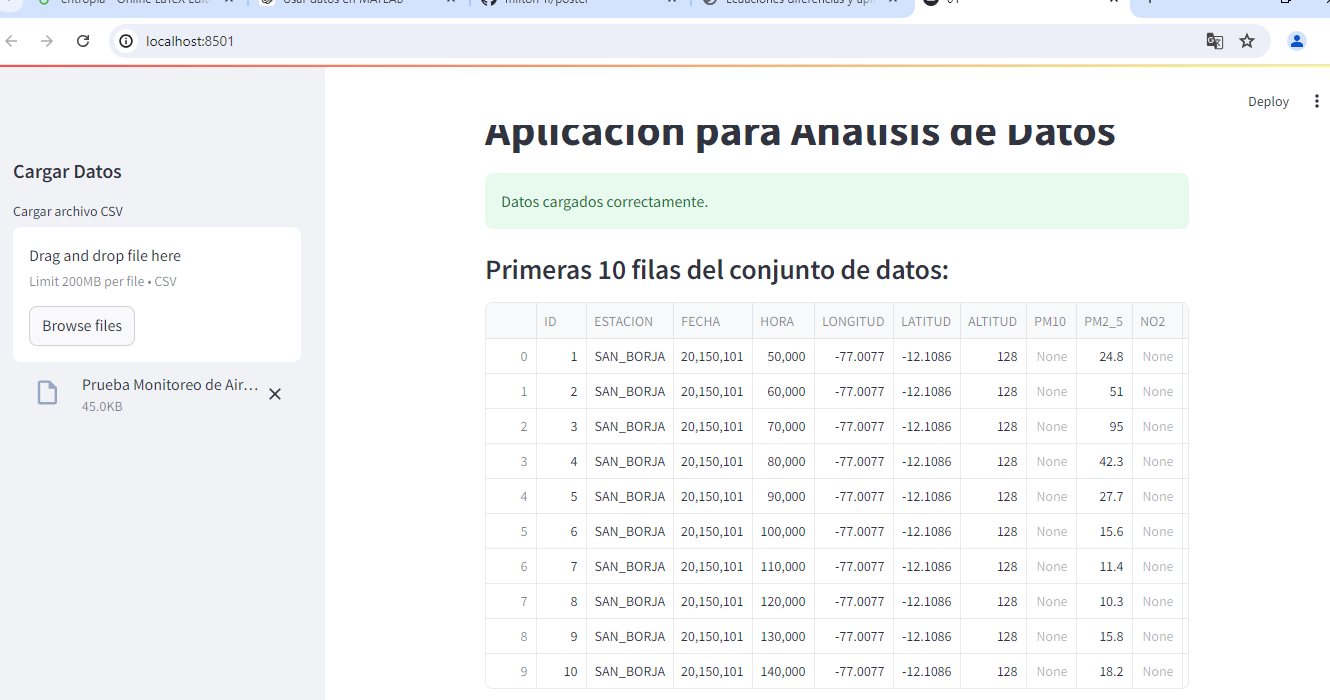 localhost:8501
Deploy
Cargar Datos
Cargar archivo CSV
Drag and drop file here
Limit 200MB per file • CSV
Browse files
Prueba Monitoreo de Air...
45.0KB
Aplicación para Análisis de Datos
Datos cargados correctamente.
Primeras 10 filas del conjunto de datos:
ID ESTACION FECHA HORA LONGITUD LATITUD ALTITUD PM10 PM2_5 NO2
0 1 SAN_BORJA 20,150,101 50,000 -77.0077 -12.1086 128 None 24.8 None
1 2 SAN_BORJA 20,150,101 60,000 -77.0077 -12.1086 128 None 51 None
2 3 SAN_BORJA 20,150,101 70,000 -77.0077 -12.1086 128 None 95 None
3 4 SAN_BORJA 20,150,101 80,000 -77.0077 -12.1086 128 None 42.3 None
4 5 SAN_BORJA 20,150,101 90,000 -77.0077 -12.1086 128 None 27.7 None
5 6 SAN_BORJA 20,150,101 100,000 -77.0077 -12.1086 128 None 15.6 None
6 7 SAN_BORJA 20,150,101 110,000 -77.0077 -12.1086 128 None 11.4 None
7 8 SAN_BORJA 20,150,101 120,000 -77.0077 -12.1086 128 None 10.3 None
8 9 SAN_BORJA 20,150,101 130,000 -77.0077 -12.1086 128 None 15.8 None
9 10 SAN_BORJA 20,150,101 140,000 -77.0077 -12.1086 128 None 18.2 None